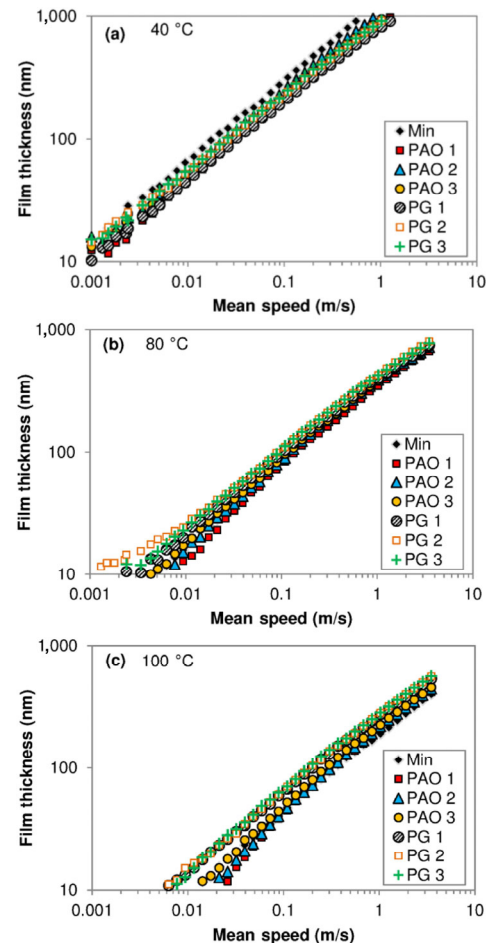 (a) 40 °C
1,000
100
10
Film thickness (nm)
Min
PAO 1
PAO 2
PAO 3
PG 1
PG 2
PG 3
0.001 0.01 0.1 1 10
Mean speed (m/s)
(b) 80 °C
1,000
100
10
Film thickness (nm)
Min
PAO 1
PAO 2
PAO 3
PG 1
PG 2
PG 3
0.001 0.01 0.1 1 10
Mean speed (m/s)
(c) 100 °C
1,000
100
10
Film thickness (nm)
Min
PAO 1
PAO 2
PAO 3
PG 1
PG 2
PG 3
0.001 0.01 0.1 1 10
Mean speed (m/s)